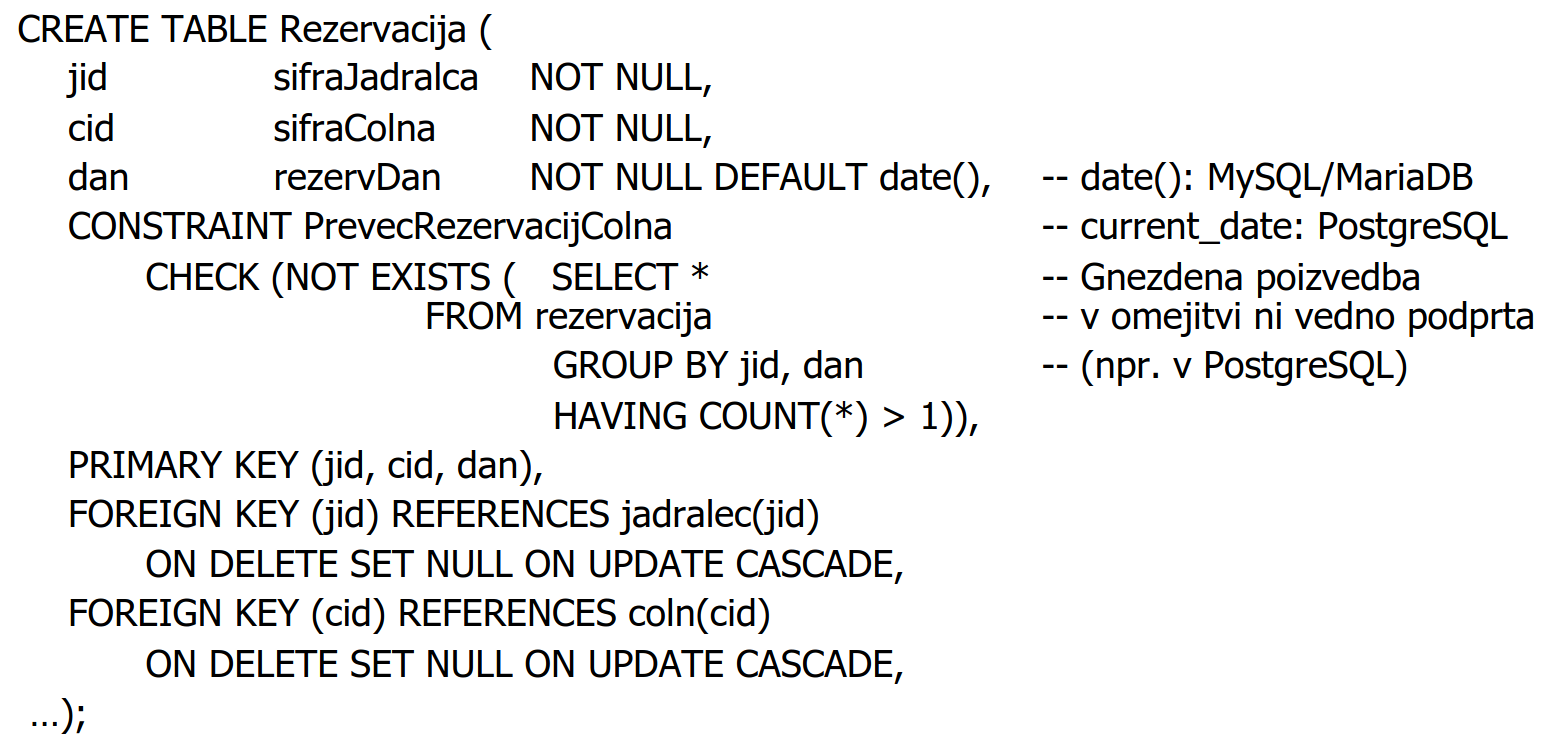 CREATE TABLE Rezervacija (
jid sifraJadralca NOT NULL,
cid sifraColna NOT NULL,
dan rezervDan NOT NULL DEFAULT date(), -- date(): MySQL/MariaDB
CONSTRAINT PrevecRezervacijColna -- current_date: PostgreSQL
CHECK (NOT EXISTS ( SELECT * -- Gnezdena poizvedba
FROM rezervacija -- v omejitvi ni vedno podprta
GROUP BY jid, dan -- (npr. v PostgreSQL)
HAVING COUNT(*) > 1)),
PRIMARY KEY (jid, cid, dan),
FOREIGN KEY (jid) REFERENCES jadralec(jid)
ON DELETE SET NULL ON UPDATE CASCADE,
FOREIGN KEY (cid) REFERENCES coln(cid)
ON DELETE SET NULL ON UPDATE CASCADE,
…);